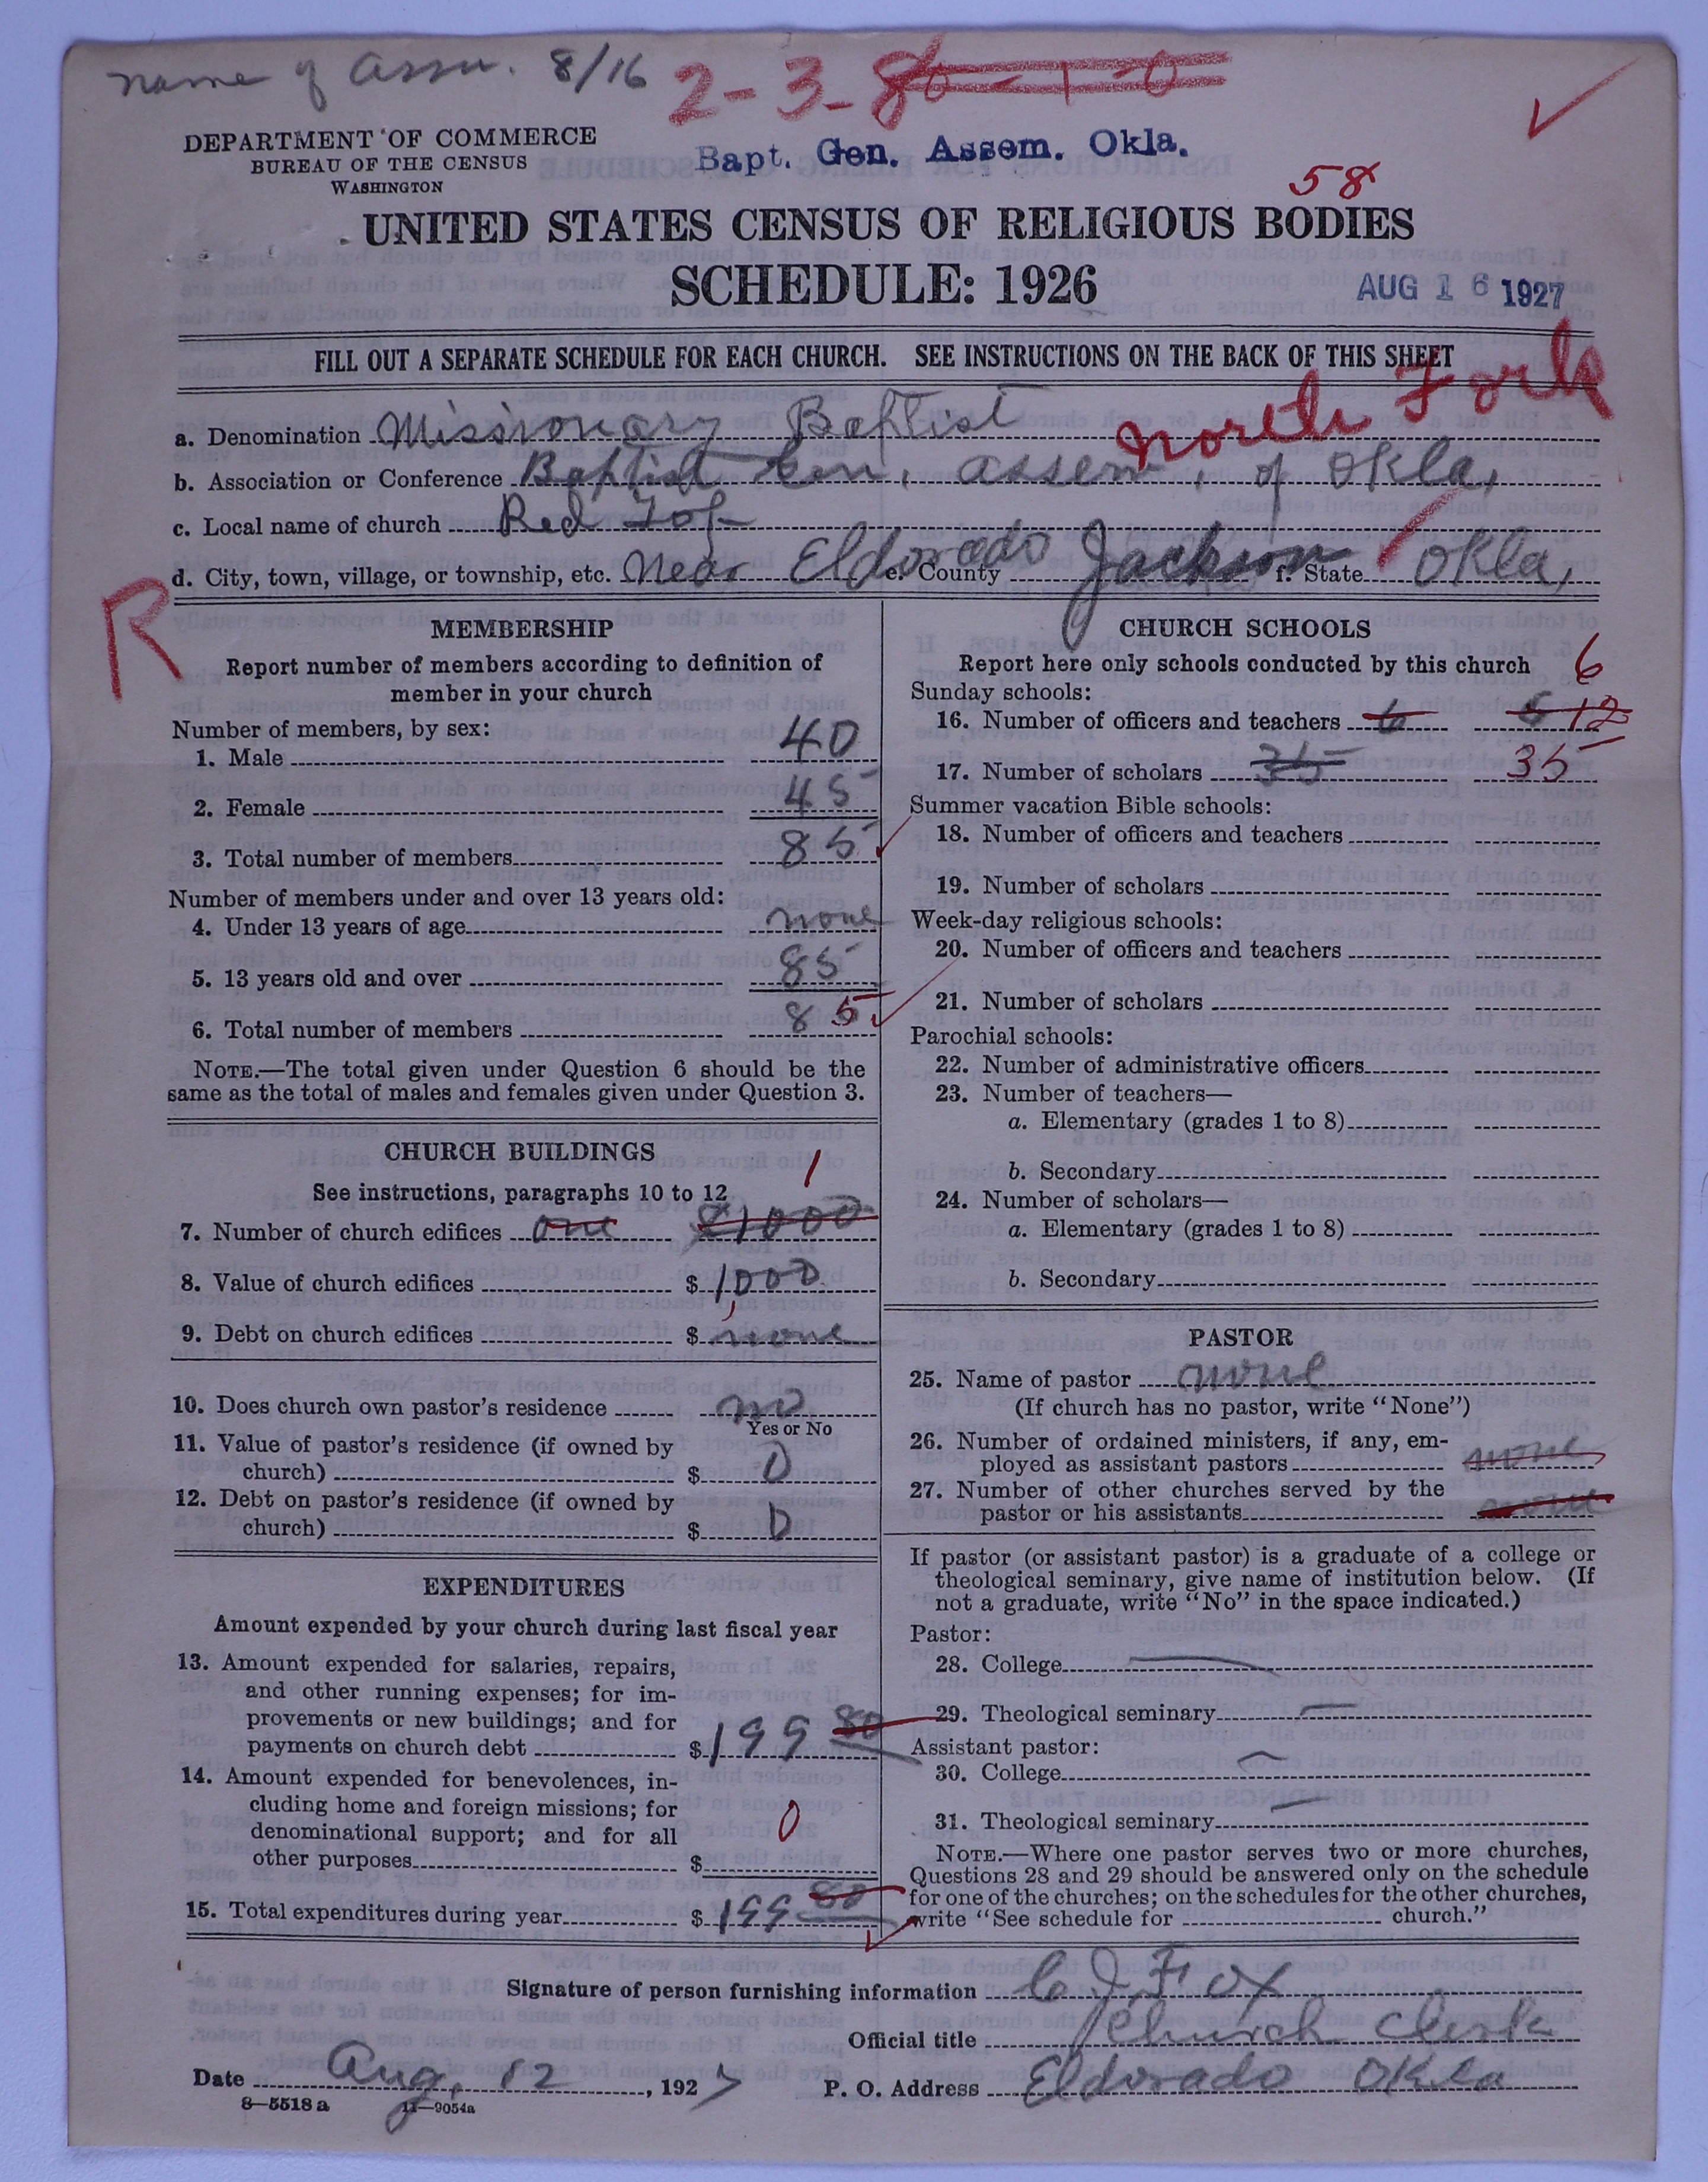 name of assn. 8/16
2-3-86-1-0
DEPARTMENT OF COMMERCE
BUREAU OF THE CENSUS
WASHINGTON
Bapt. Gen. Assem. Okla.
58
UNITED STATES CENSUS OF RELIGIOUS BODIES
SCHEDULE: 1926
AUG 16 1927
FILL OUT A SEPARATE SCHEDULE FOR EACH CHURCH. SEE INSTRUCTIONS ON THE BACK OF THIS SHEET
North Fork
a. Denomination Missionary Baptist
b. Association or Conference Baptist Gen. assem. of Okla,
c. Local name of church Red Top
d. City, town, village, or township, etc. Near Eldorado e. County Jackson f. State Okla,
R
MEMBERSHIP
Report number of members according to definition of
member in your church
Number of members, by sex:
1. Male 40
2. Female 45
3. Total number of members 85
Number of members under and over 13 years old:
4. Under 13 years of age none
5. 13 years old and over 85
6. Total number of members 85
NOTE.—The total given under Question 6 should be the
same as the total of males and females given under Question 3.
CHURCH BUILDINGS
See instructions, paragraphs 10 to 12
1
7. Number of church edifices one $1000
8. Value of church edifices $ 1,000
9. Debt on church edifices $ none
10. Does church own pastor's residence no
Yes or No
11. Value of pastor's residence (if owned by
church) $ 0
12. Debt on pastor's residence (if owned by
church) $ 0
EXPENDITURES
Amount expended by your church during last fiscal year
13. Amount expended for salaries, repairs,
and other running expenses; for im-
provements or new buildings; and for
payments on church debt $ 199 80
14. Amount expended for benevolences, in-
cluding home and foreign missions; for
denominational support; and for all
other purposes $ 0
15. Total expenditures during year $ 199 80
CHURCH SCHOOLS
Report here only schools conducted by this church
6
Sunday schools:
16. Number of officers and teachers 6 6 12
17. Number of scholars 35 35
Summer vacation Bible schools:
18. Number of officers and teachers
19. Number of scholars
Week-day religious schools:
20. Number of officers and teachers
21. Number of scholars
Parochial schools:
22. Number of administrative officers
23. Number of teachers—
a. Elementary (grades 1 to 8)
b. Secondary
24. Number of scholars—
a. Elementary (grades 1 to 8)
b. Secondary
PASTOR
25. Name of pastor none
(If church has no pastor, write "None")
26. Number of ordained ministers, if any, em-
ployed as assistant pastors none
27. Number of other churches served by the
pastor or his assistants none
If pastor (or assistant pastor) is a graduate of a college or
theological seminary, give name of institution below. (If
not a graduate, write "No" in the space indicated.)
Pastor:
28. College —
29. Theological seminary —
Assistant pastor:
30. College —
31. Theological seminary —
NOTE.—Where one pastor serves two or more churches,
Questions 28 and 29 should be answered only on the schedule
for one of the churches; on the schedules for the other churches,
write "See schedule for church."
Signature of person furnishing information C J Fox
Official title Church Clerk
Date Aug. 12, 1927 P. O. Address Eldorado Okla
8—5518 a 11—9054a